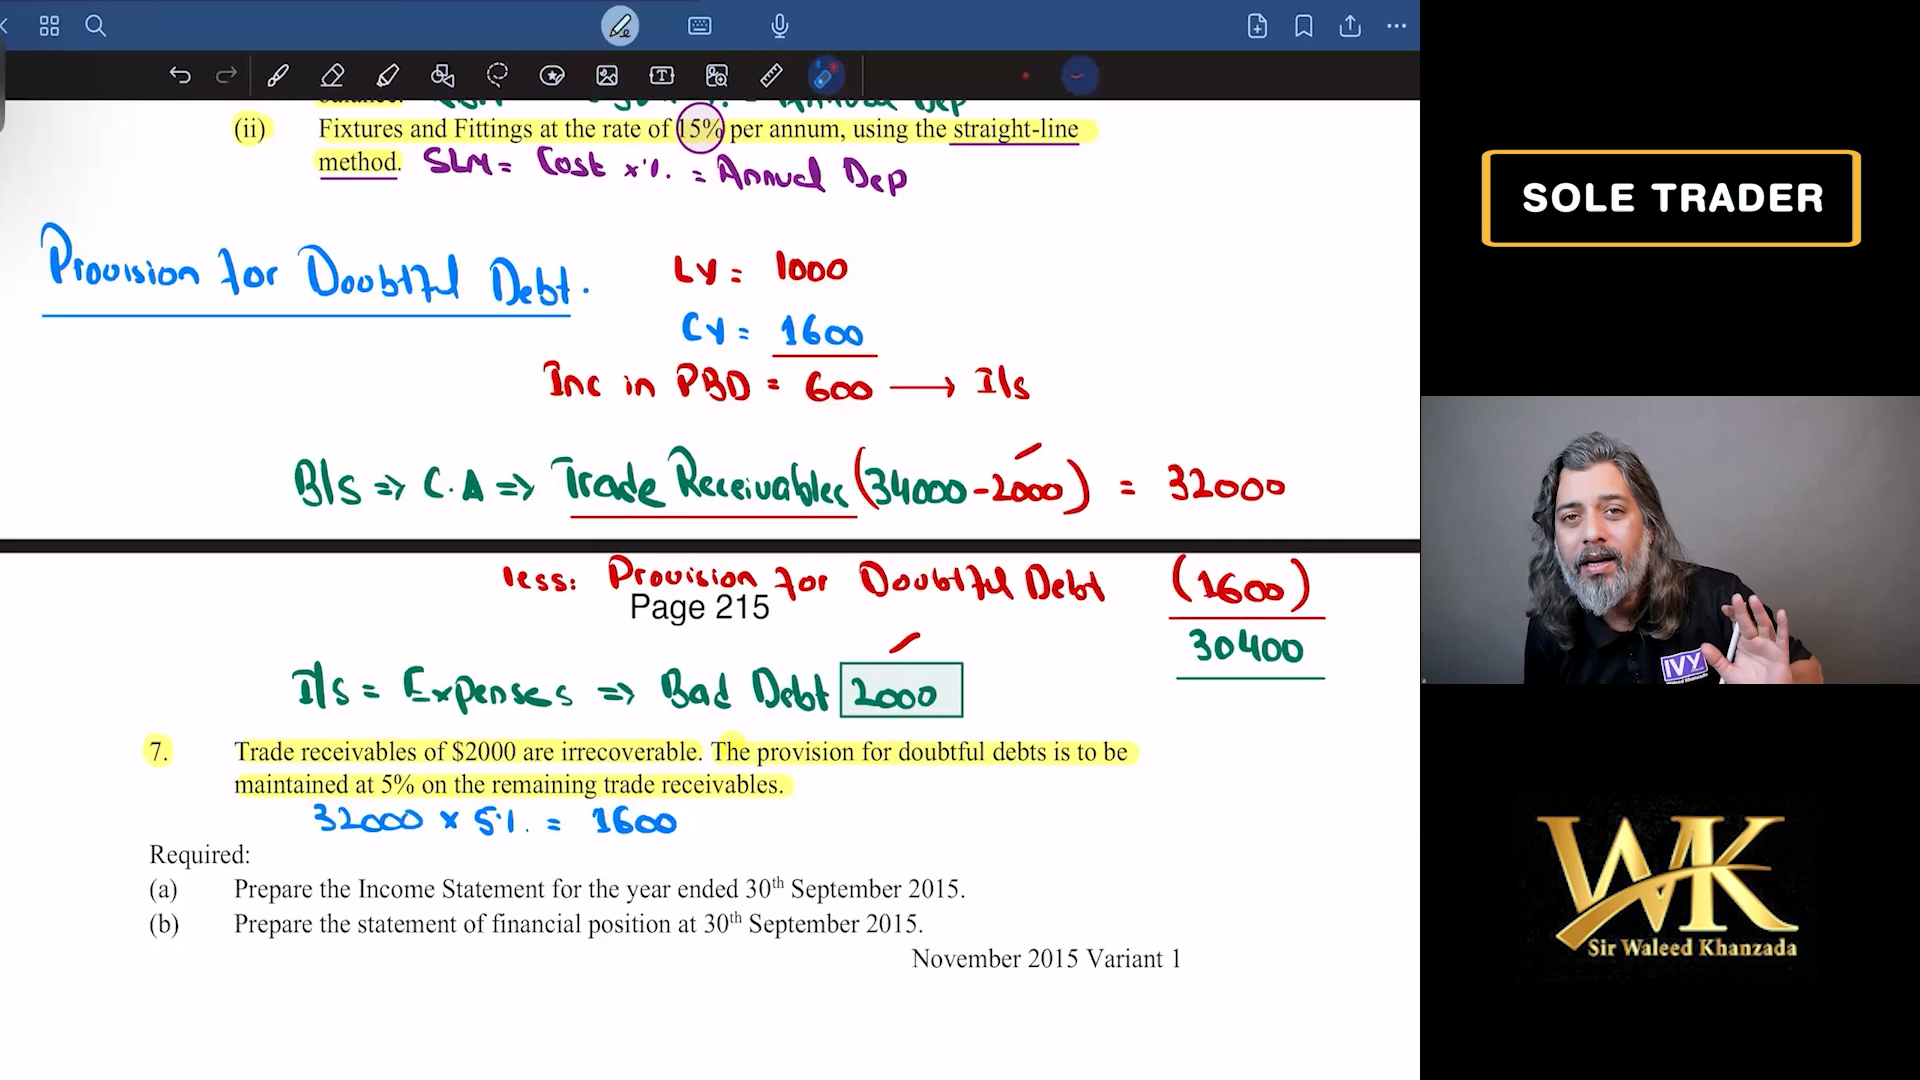 (ii) Fixtures and Fittings at the rate of 15% per annum, using the straight-line
method. SLM = Cost x %. = Annual Dep
Provision for Doubtful Debt.
LY = 1000
CY = 1600
Inc in PBD = 600 → I/s
B/s ⇒ C.A ⇒ Trade Receivables (34000-2000) = 32000
less: Provision for Doubtful Debt (1600)
Page 215
30400
I/s = Expenses ⇒ Bad Debt 2000
7. Trade receivables of $2000 are irrecoverable. The provision for doubtful debts is to be
maintained at 5% on the remaining trade receivables.
32000 x 5%. = 1600
Required:
(a) Prepare the Income Statement for the year ended 30th September 2015.
(b) Prepare the statement of financial position at 30th September 2015.
November 2015 Variant 1
SOLE TRADER
IVY
WK
Sir Waleed Khanzada